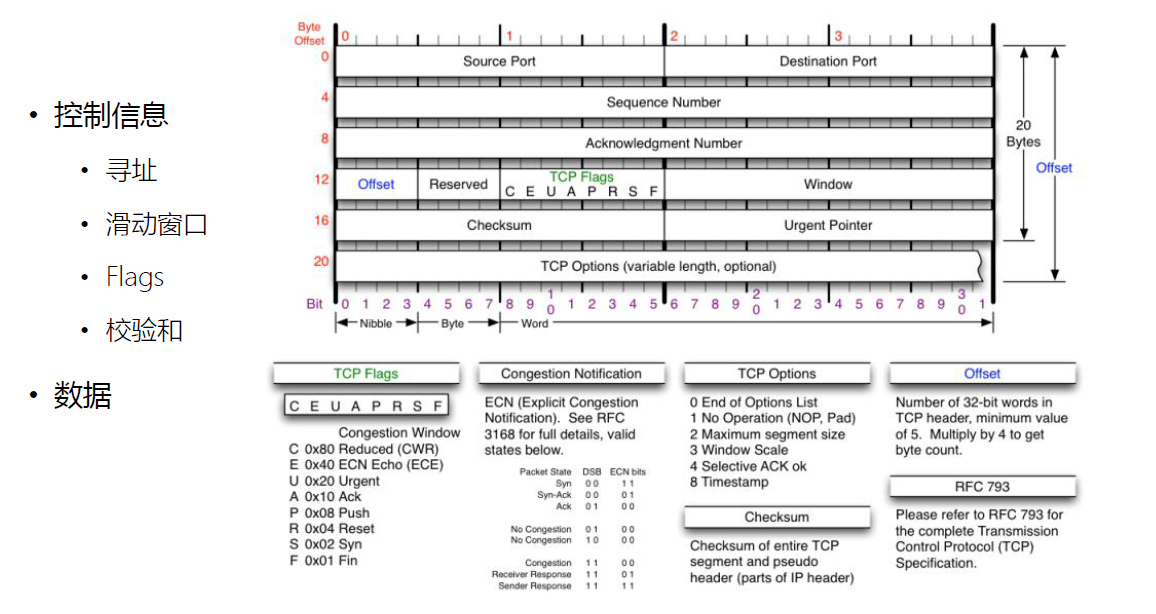 • 控制信息
• 寻址
• 滑动窗口
• Flags
• 校验和
• 数据
Byte
Offset
0 1 2 3
0 Source Port Destination Port
4 Sequence Number
8 Acknowledgment Number
12 Offset Reserved TCP Flags Window
C E U A P R S F
16 Checksum Urgent Pointer
20 TCP Options (variable length, optional)
20
Bytes
Offset
Bit 0 1 2 3 4 5 6 7 8 9 10 1 2 3 4 5 6 7 8 9 20 1 2 3 4 5 6 7 8 9 30 1
Nibble Byte Word
TCP Flags
C E U A P R S F
Congestion Window
C 0x80 Reduced (CWR)
E 0x40 ECN Echo (ECE)
U 0x20 Urgent
A 0x10 Ack
P 0x08 Push
R 0x04 Reset
S 0x02 Syn
F 0x01 Fin
Congestion Notification
ECN (Explicit Congestion
Notification). See RFC
3168 for full details, valid
states below.
Packet State DSB ECN bits
Syn 0 0 1 1
Syn-Ack 0 0 0 1
Ack 0 1 0 0
No Congestion 0 1 0 0
No Congestion 1 0 0 0
Congestion 1 1 0 0
Receiver Response 1 1 0 1
Sender Response 1 1 1 1
TCP Options
0 End of Options List
1 No Operation (NOP, Pad)
2 Maximum segment size
3 Window Scale
4 Selective ACK ok
8 Timestamp
Checksum
Checksum of entire TCP
segment and pseudo
header (parts of IP header)
Offset
Number of 32-bit words in
TCP header, minimum value
of 5. Multiply by 4 to get
byte count.
RFC 793
Please refer to RFC 793 for
the complete Transmission
Control Protocol (TCP)
Specification.